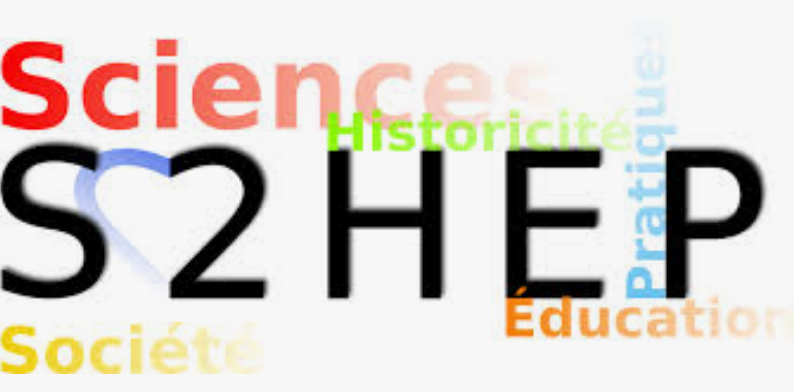 Sciences
Historicité
Pratiques
S2HEP
Éducation
Société